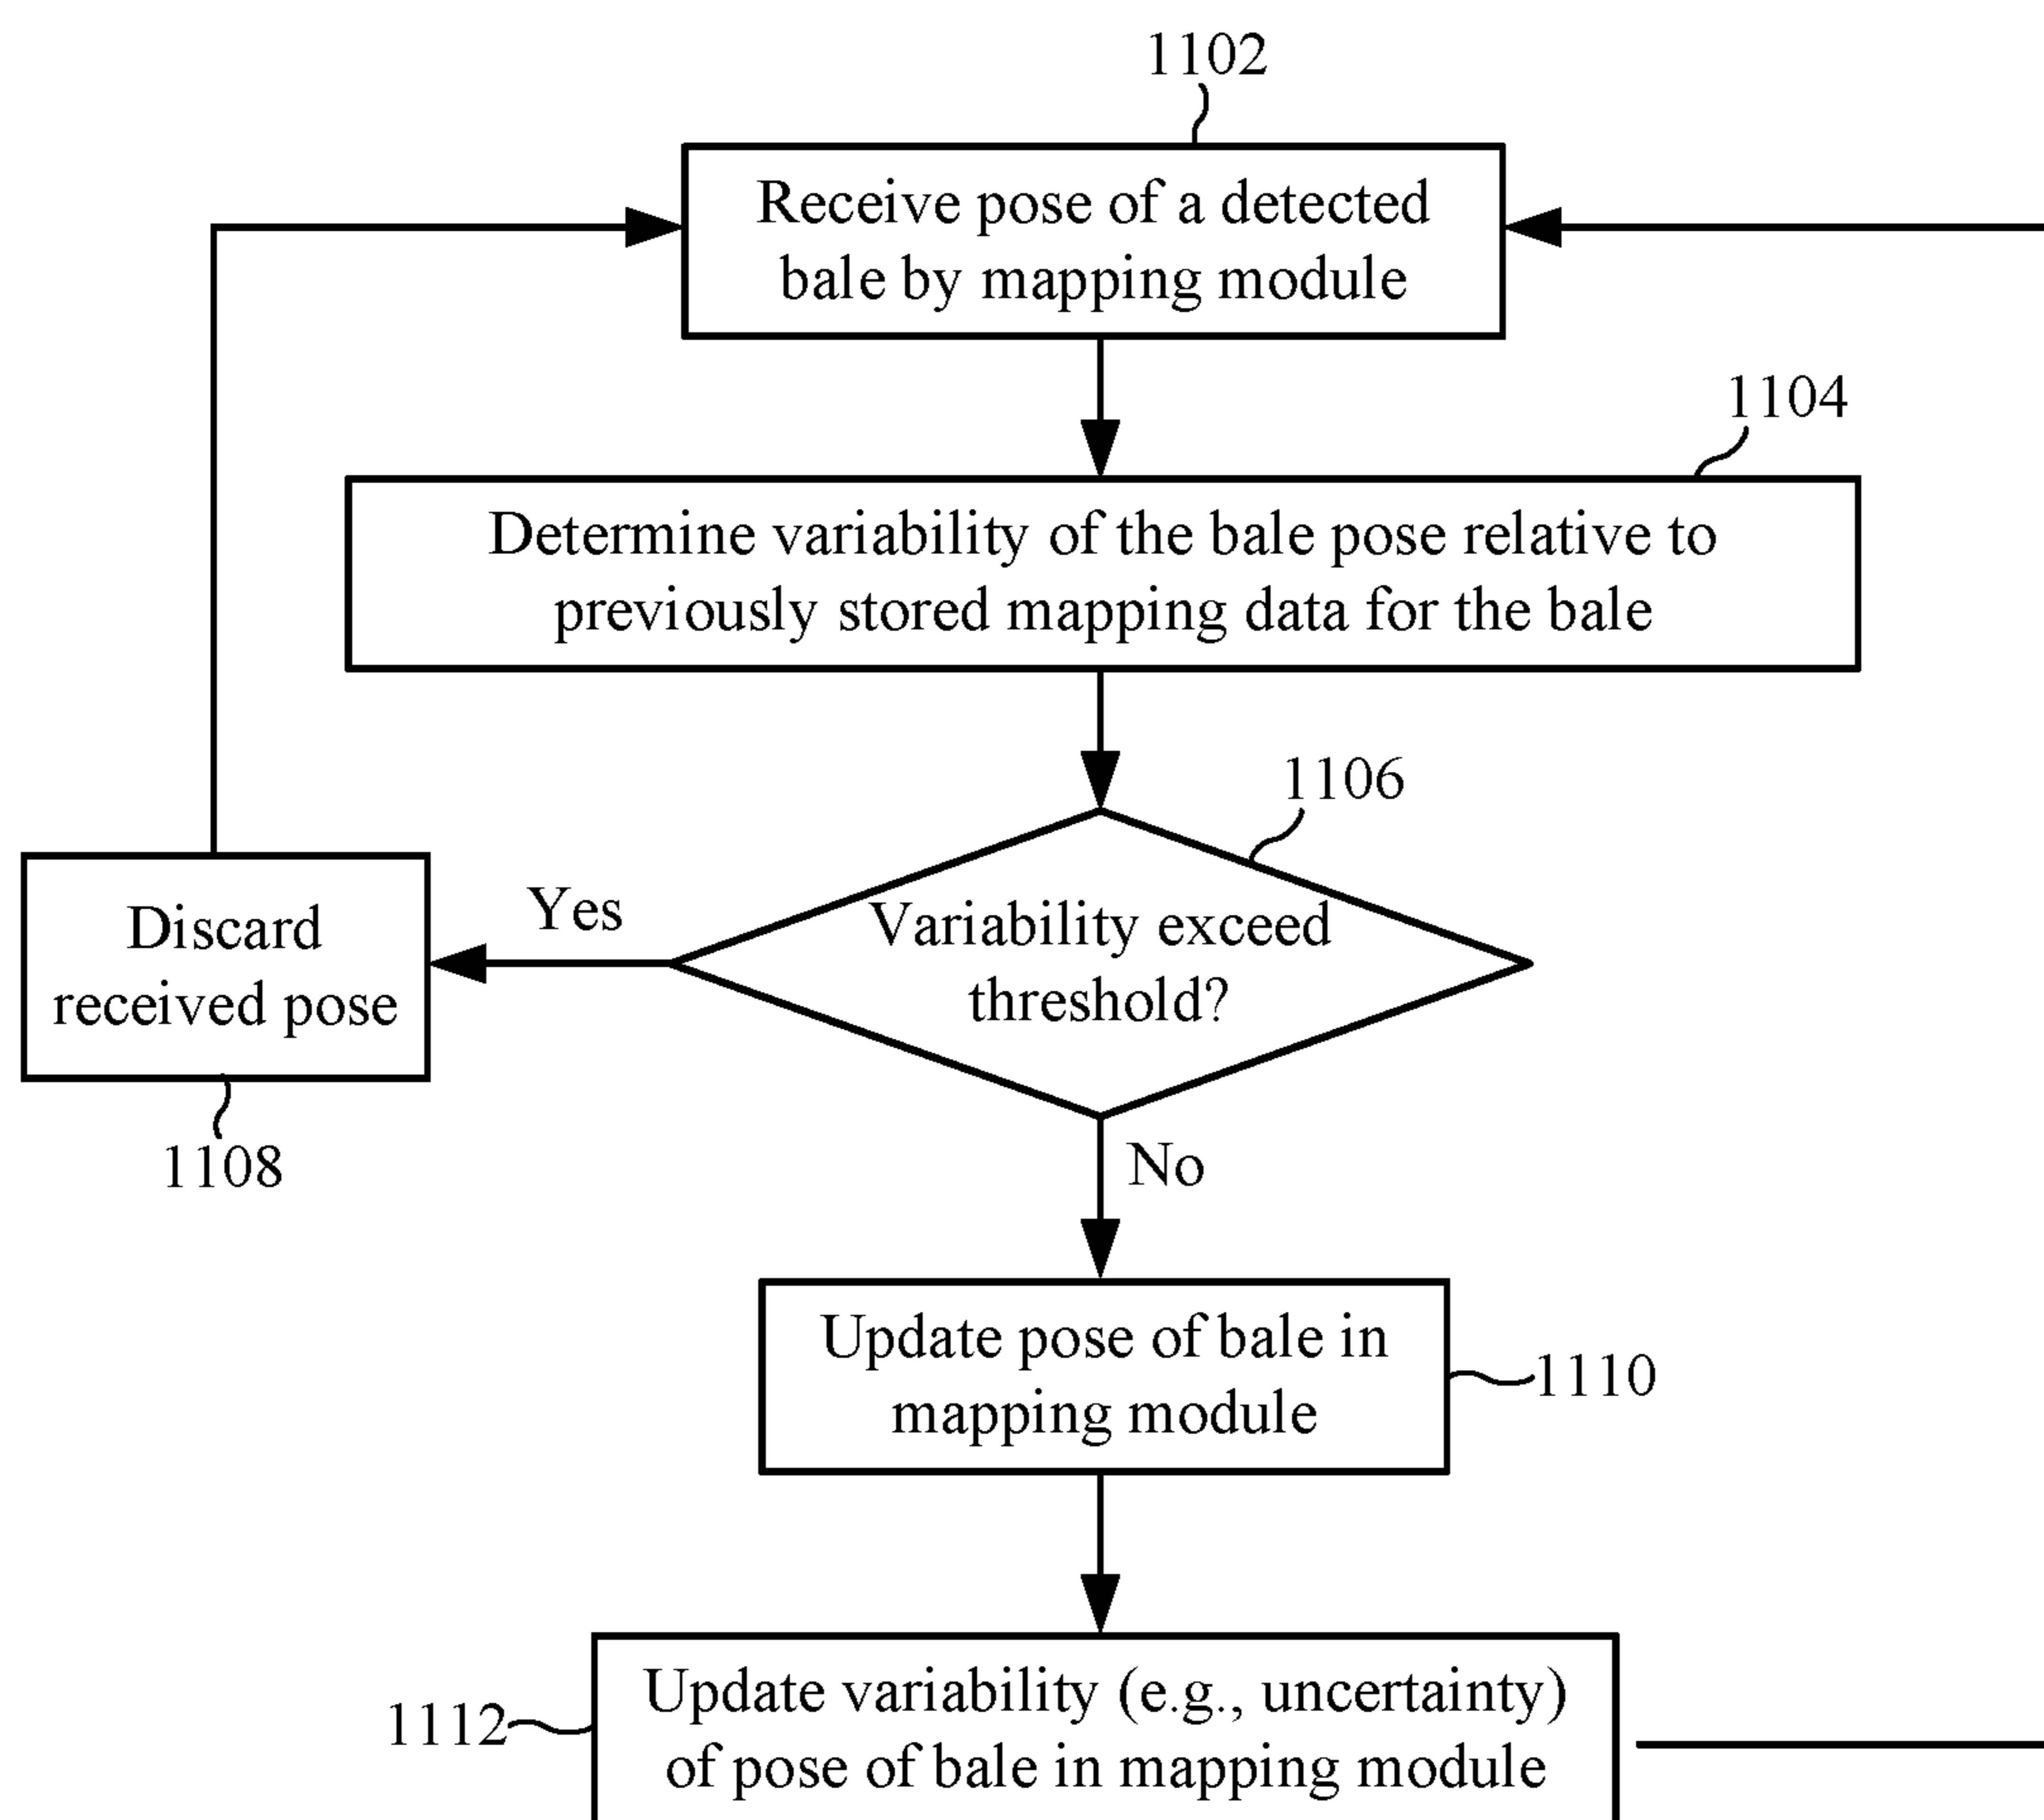 1102
Receive pose of a detected
bale by mapping module
1104
Determine variability of the bale pose relative to
previously stored mapping data for the bale
1106
Variability exceed
threshold?
Yes
Discard
received pose
1108
No
Update pose of bale in
mapping module
1110
Update variability (e.g., uncertainty)
of pose of bale in mapping module
1112